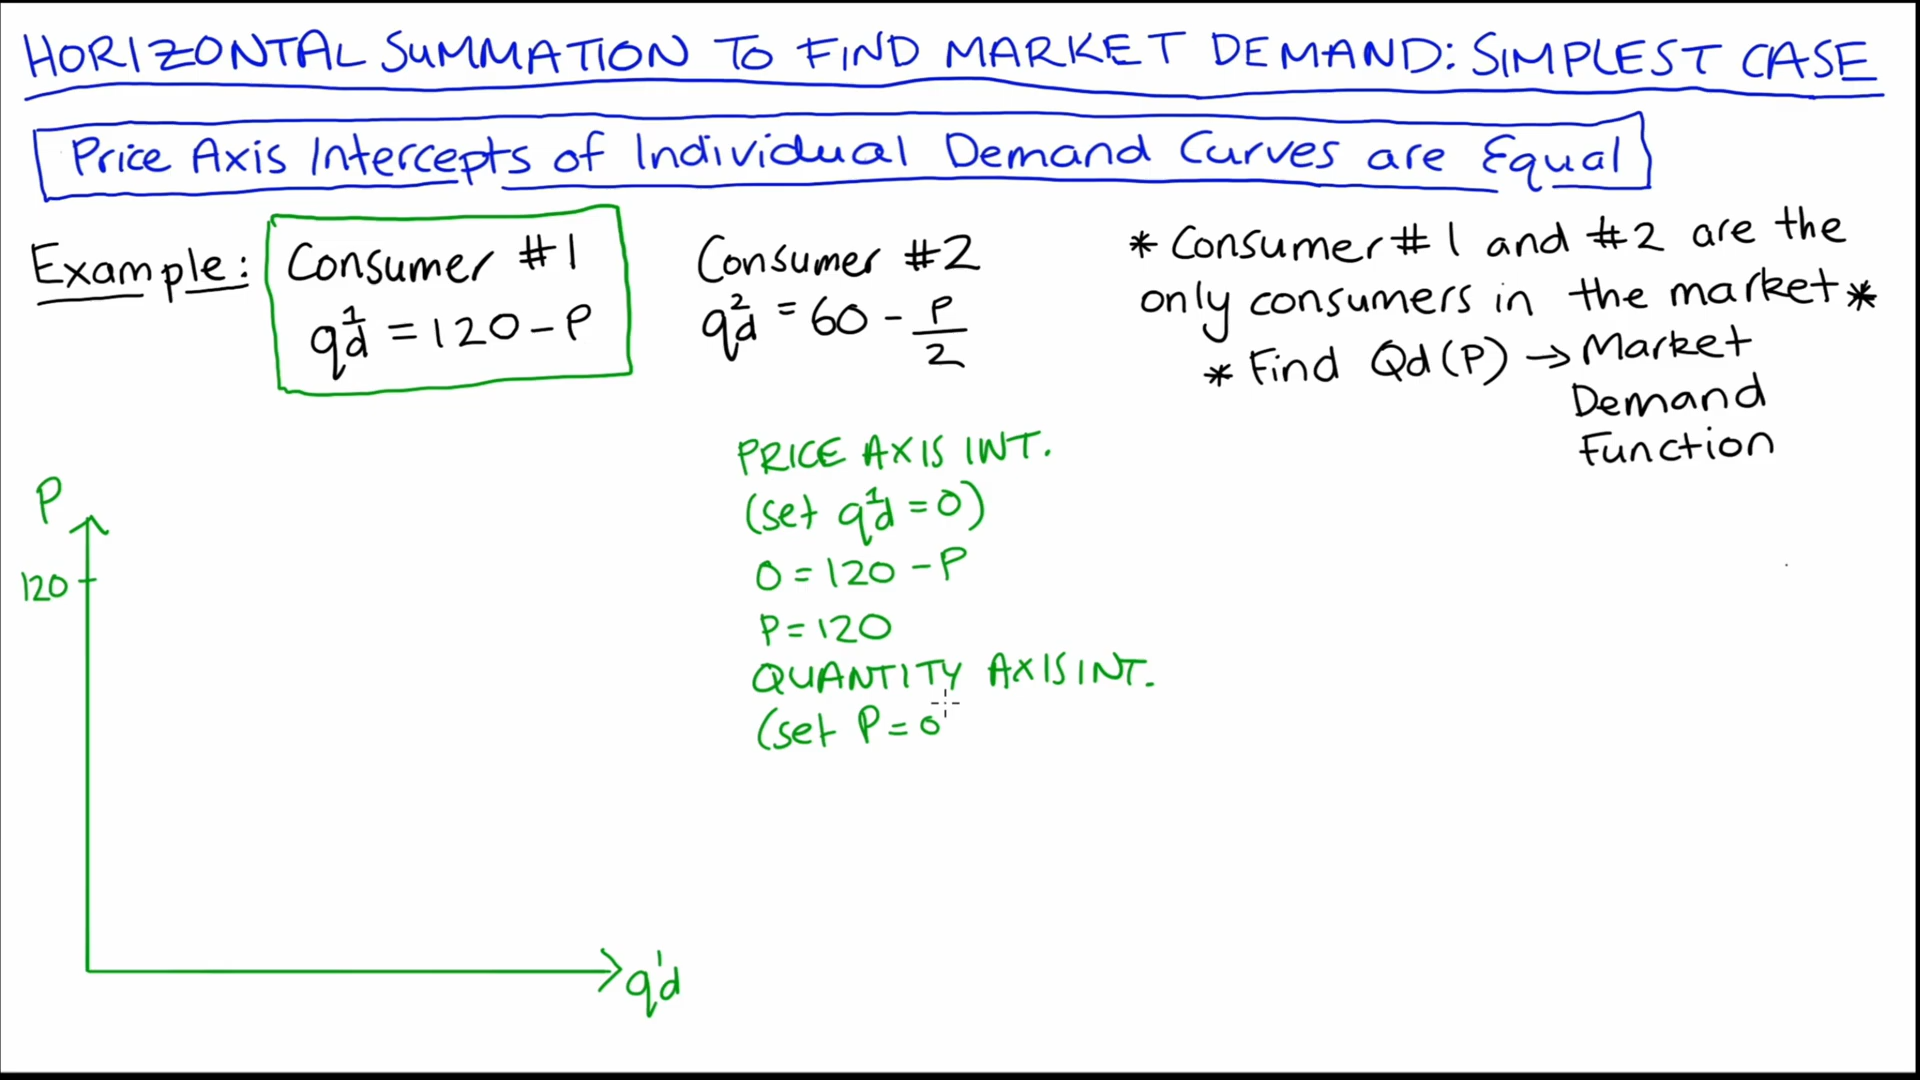 HORIZONTAL SUMMATION TO FIND MARKET DEMAND: SIMPLEST CASE
Price Axis Intercepts of Individual Demand Curves are Equal
Example:
Consumer #1
q¹d = 120 - P
Consumer #2
q²d = 60 - P/2
* Consumer #1 and #2 are the
only consumers in the market *
* Find Qd(P) → Market
Demand
Function
PRICE AXIS INT.
(set q¹d = 0)
0 = 120 - P
P = 120
QUANTITY AXIS INT.
(set P = 0
P
120
q¹d